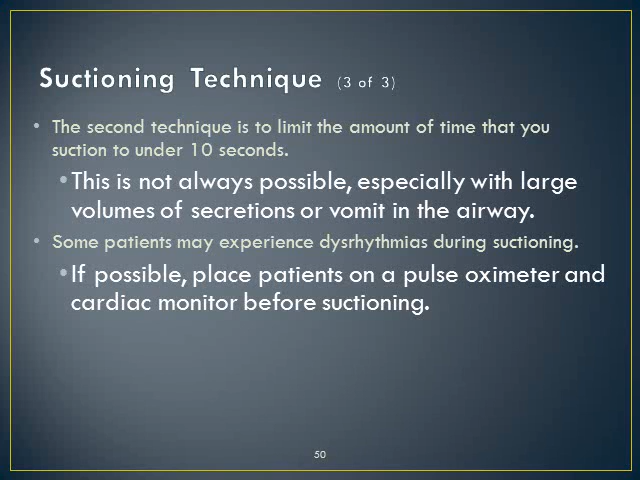 Suctioning Technique (3 of 3)
• The second technique is to limit the amount of time that you
suction to under 10 seconds.
• This is not always possible, especially with large
volumes of secretions or vomit in the airway.
• Some patients may experience dysrhythmias during suctioning.
• If possible, place patients on a pulse oximeter and
cardiac monitor before suctioning.
50